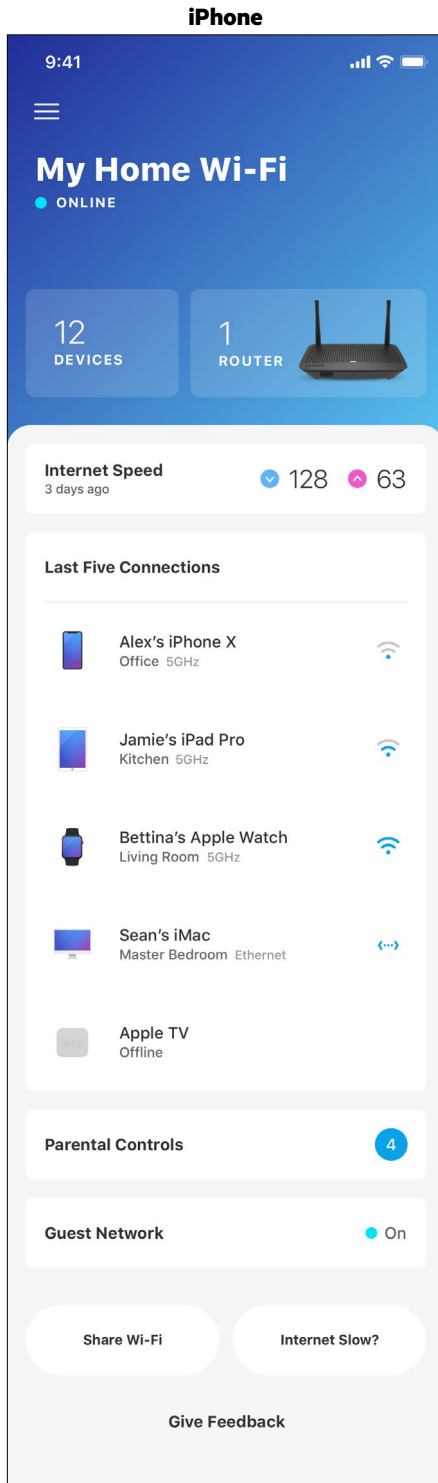 iPhone
9:41
My Home Wi-Fi
ONLINE
12
DEVICES
1
ROUTER
Internet Speed
3 days ago
128
63
Last Five Connections
Alex’s iPhone X
Office 5GHz
Jamie’s iPad Pro
Kitchen 5GHz
Bettina’s Apple Watch
Living Room 5GHz
Sean’s iMac
Master Bedroom Ethernet
Apple TV
Offline
Parental Controls
4
Guest Network
On
Share Wi-Fi
Internet Slow?
Give Feedback